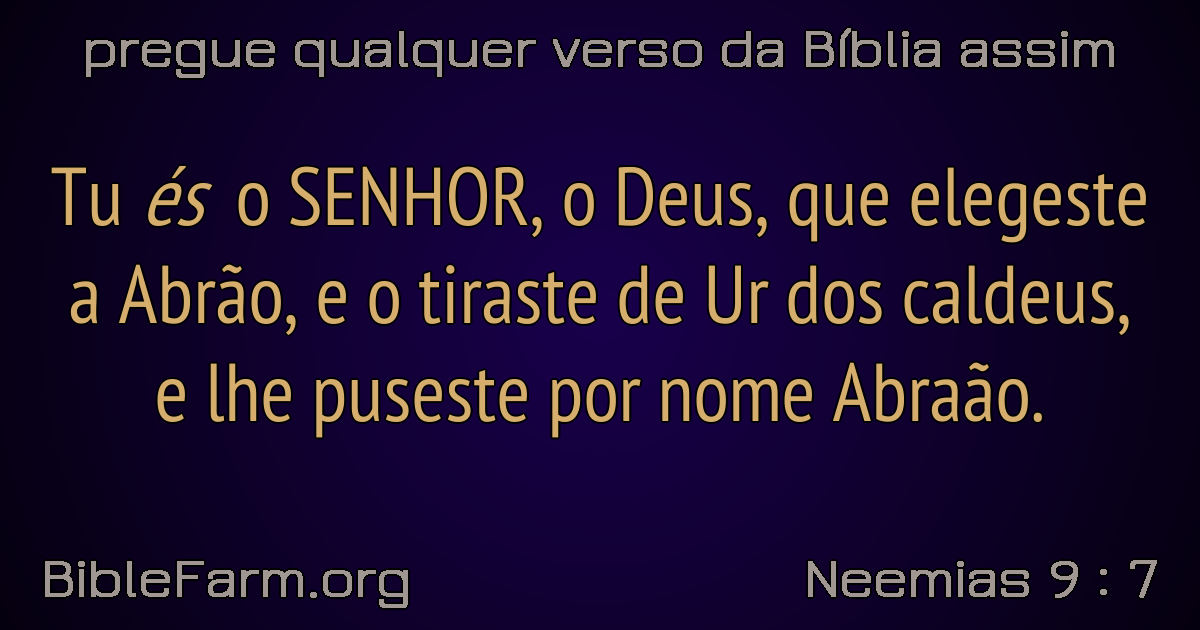 pregue qualquer verso da Bíblia assim
Tu és o SENHOR, o Deus, que elegeste
a Abrão, e o tiraste de Ur dos caldeus,
e lhe puseste por nome Abraão.
BibleFarm.org
Neemias 9 : 7